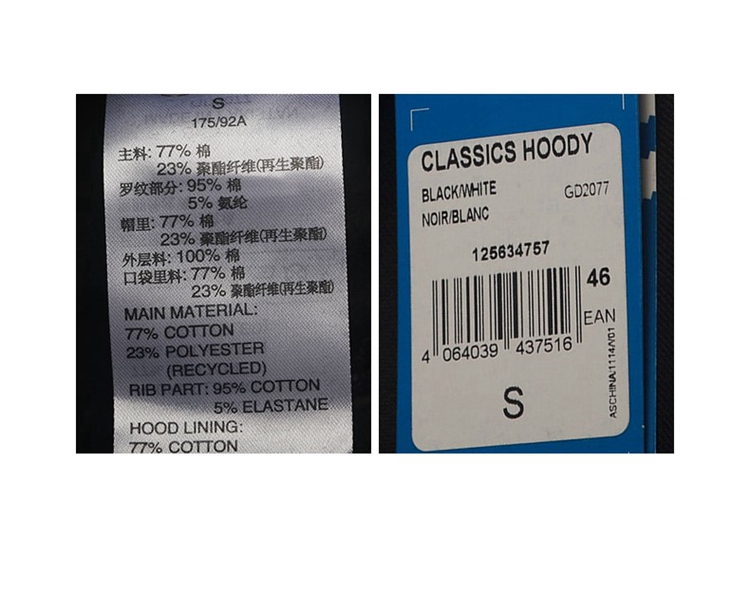 S
175/92A
主料: 77% 棉
23% 聚酯纤维(再生聚酯)
罗纹部分: 95% 棉
5% 氨纶
帽里: 77% 棉
23% 聚酯纤维(再生聚酯)
外层料: 100% 棉
口袋里料: 77% 棉
23% 聚酯纤维(再生聚酯)
MAIN MATERIAL:
77% COTTON
23% POLYESTER
(RECYCLED)
RIB PART: 95% COTTON
5% ELASTANE
HOOD LINING:
77% COTTON
CLASSICS HOODY
BLACK/WHITE GD2077
NOIR/BLANC
125634757
46
EAN
4 064039 437516
S
ASCHINA/1114/V01